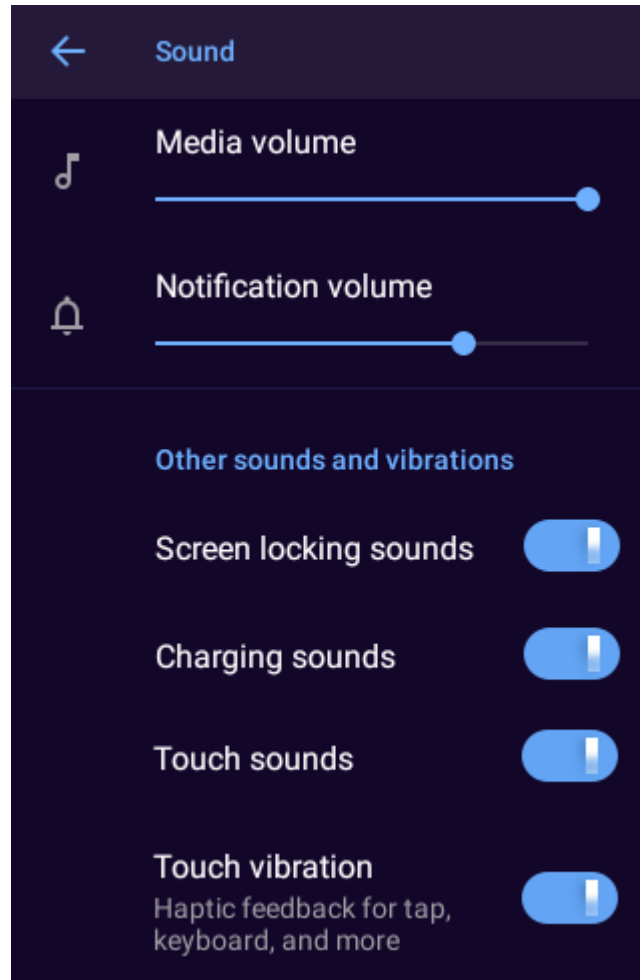 Sound
Media volume
Notification volume
Other sounds and vibrations
Screen locking sounds
Charging sounds
Touch sounds
Touch vibration
Haptic feedback for tap,
keyboard, and more